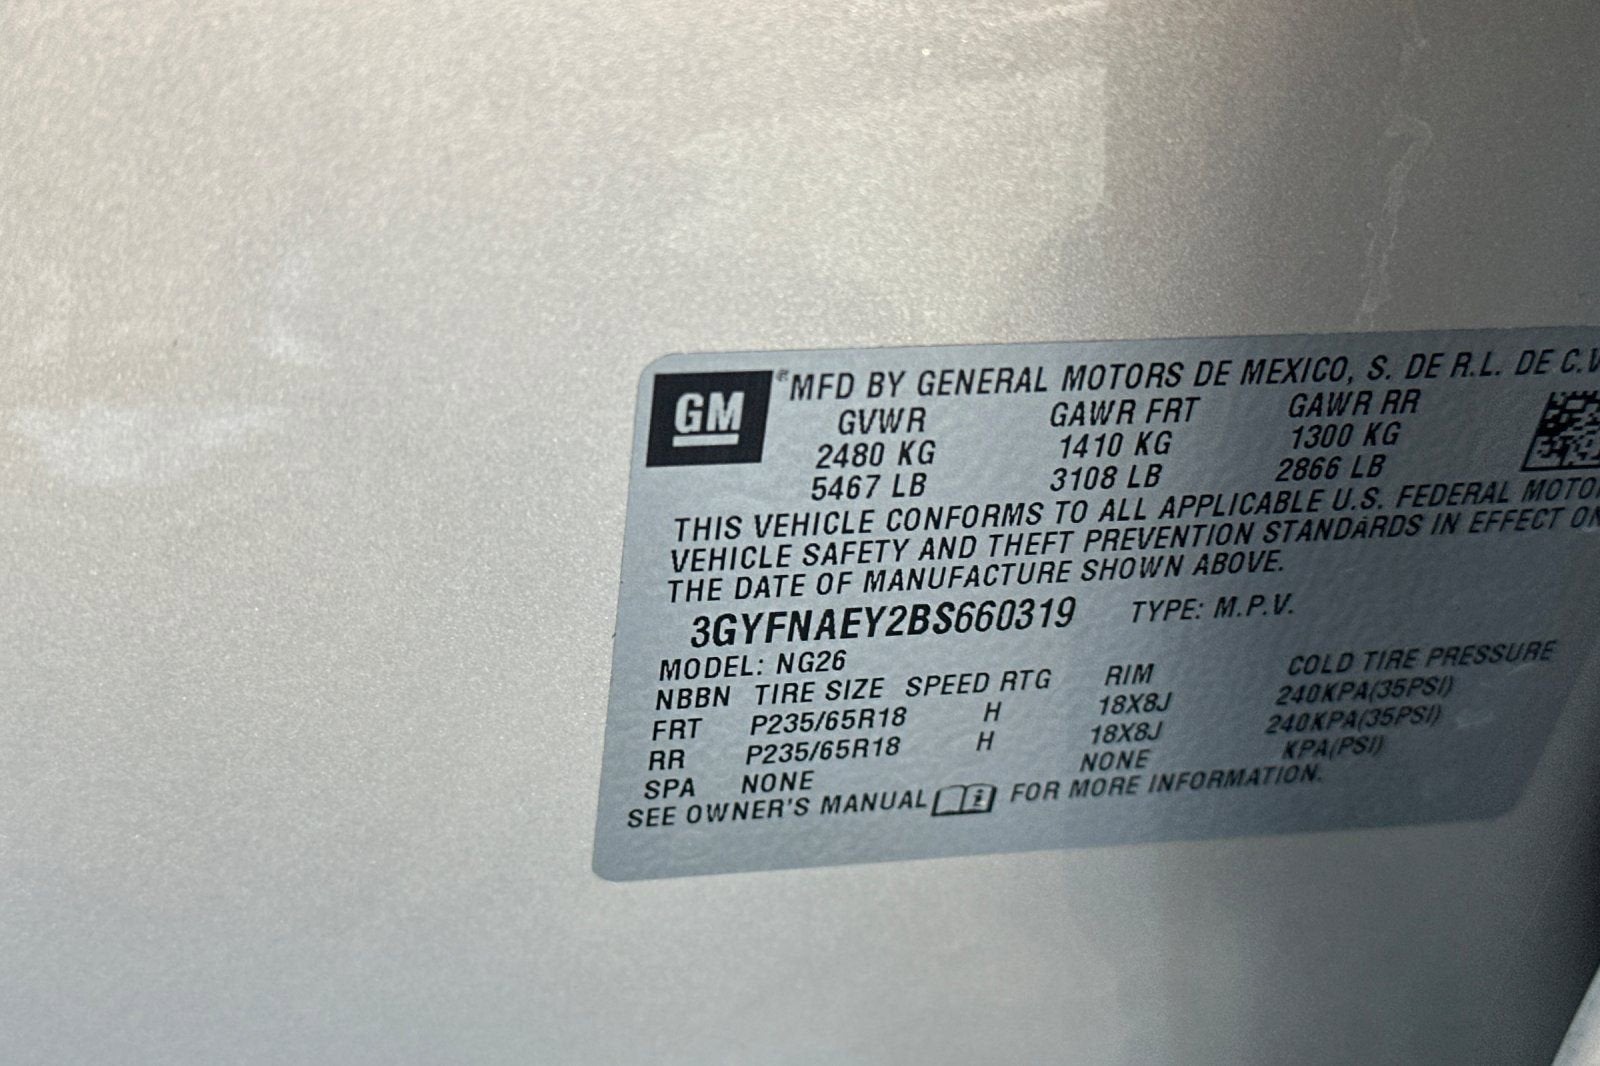 GM ® MFD BY GENERAL MOTORS DE MEXICO, S. DE R.L. DE C.V
GVWR GAWR FRT GAWR RR
2480 KG 1410 KG 1300 KG
5467 LB 3108 LB 2866 LB
THIS VEHICLE CONFORMS TO ALL APPLICABLE U.S. FEDERAL MOTOR
VEHICLE SAFETY AND THEFT PREVENTION STANDARDS IN EFFECT ON
THE DATE OF MANUFACTURE SHOWN ABOVE.
3GYFNAEY2BS660319 TYPE: M.P.V.
MODEL: NG26
NBBN TIRE SIZE SPEED RTG RIM COLD TIRE PRESSURE
FRT P235/65R18 H 18X8J 240KPA(35PSI)
RR P235/65R18 H 18X8J 240KPA(35PSI)
SPA NONE NONE KPA(PSI)
SEE OWNER'S MANUAL i FOR MORE INFORMATION.